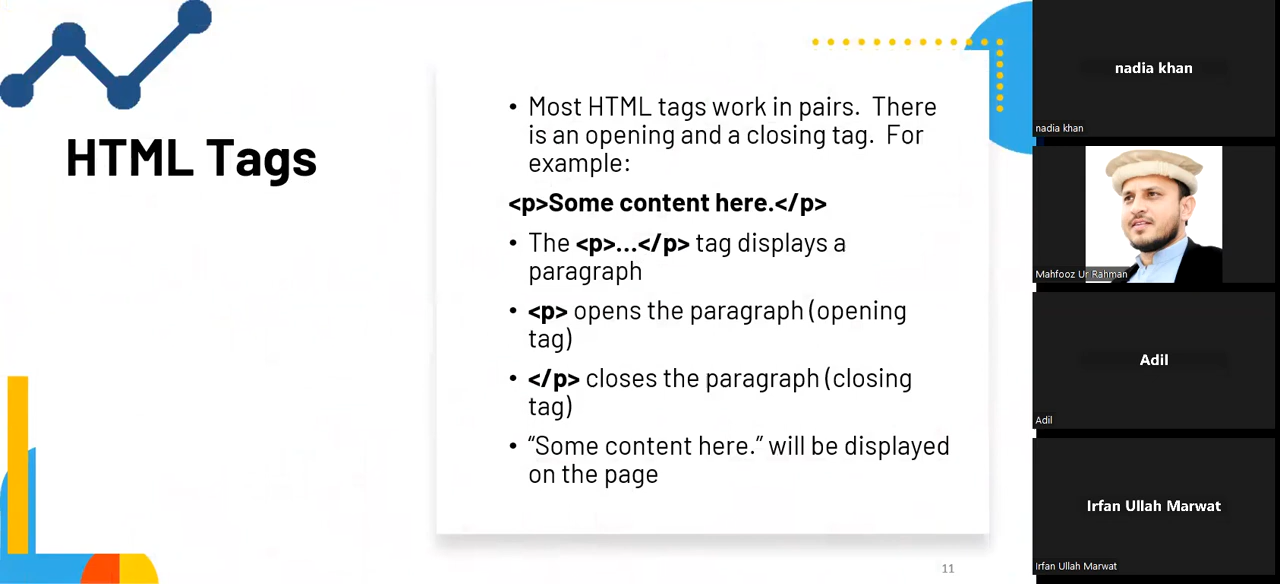 HTML Tags
• Most HTML tags work in pairs.  There
is an opening and a closing tag.  For
example:
<p>Some content here.</p>
• The <p>...</p> tag displays a
paragraph
• <p> opens the paragraph (opening
tag)
• </p> closes the paragraph (closing
tag)
• “Some content here.” will be displayed
on the page
11
nadia khan
nadia khan
Mahfooz Ur Rahman
Adil
Adil
Irfan Ullah Marwat
Irfan Ullah Marwat